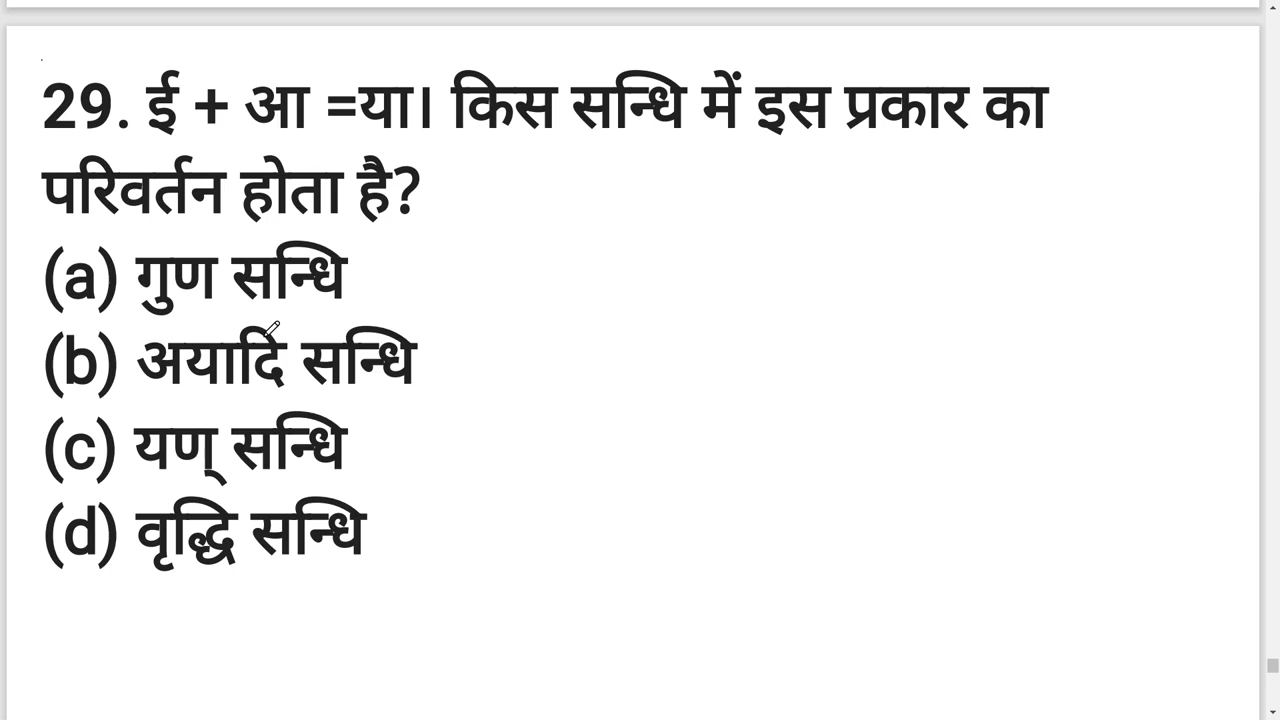 29. ई + आ =या। किस सन्धि में इस प्रकार का
परिवर्तन होता है?
(a) गुण सन्धि
(b) अयादि सन्धि
(c) यण् सन्धि
(d) वृद्धि सन्धि